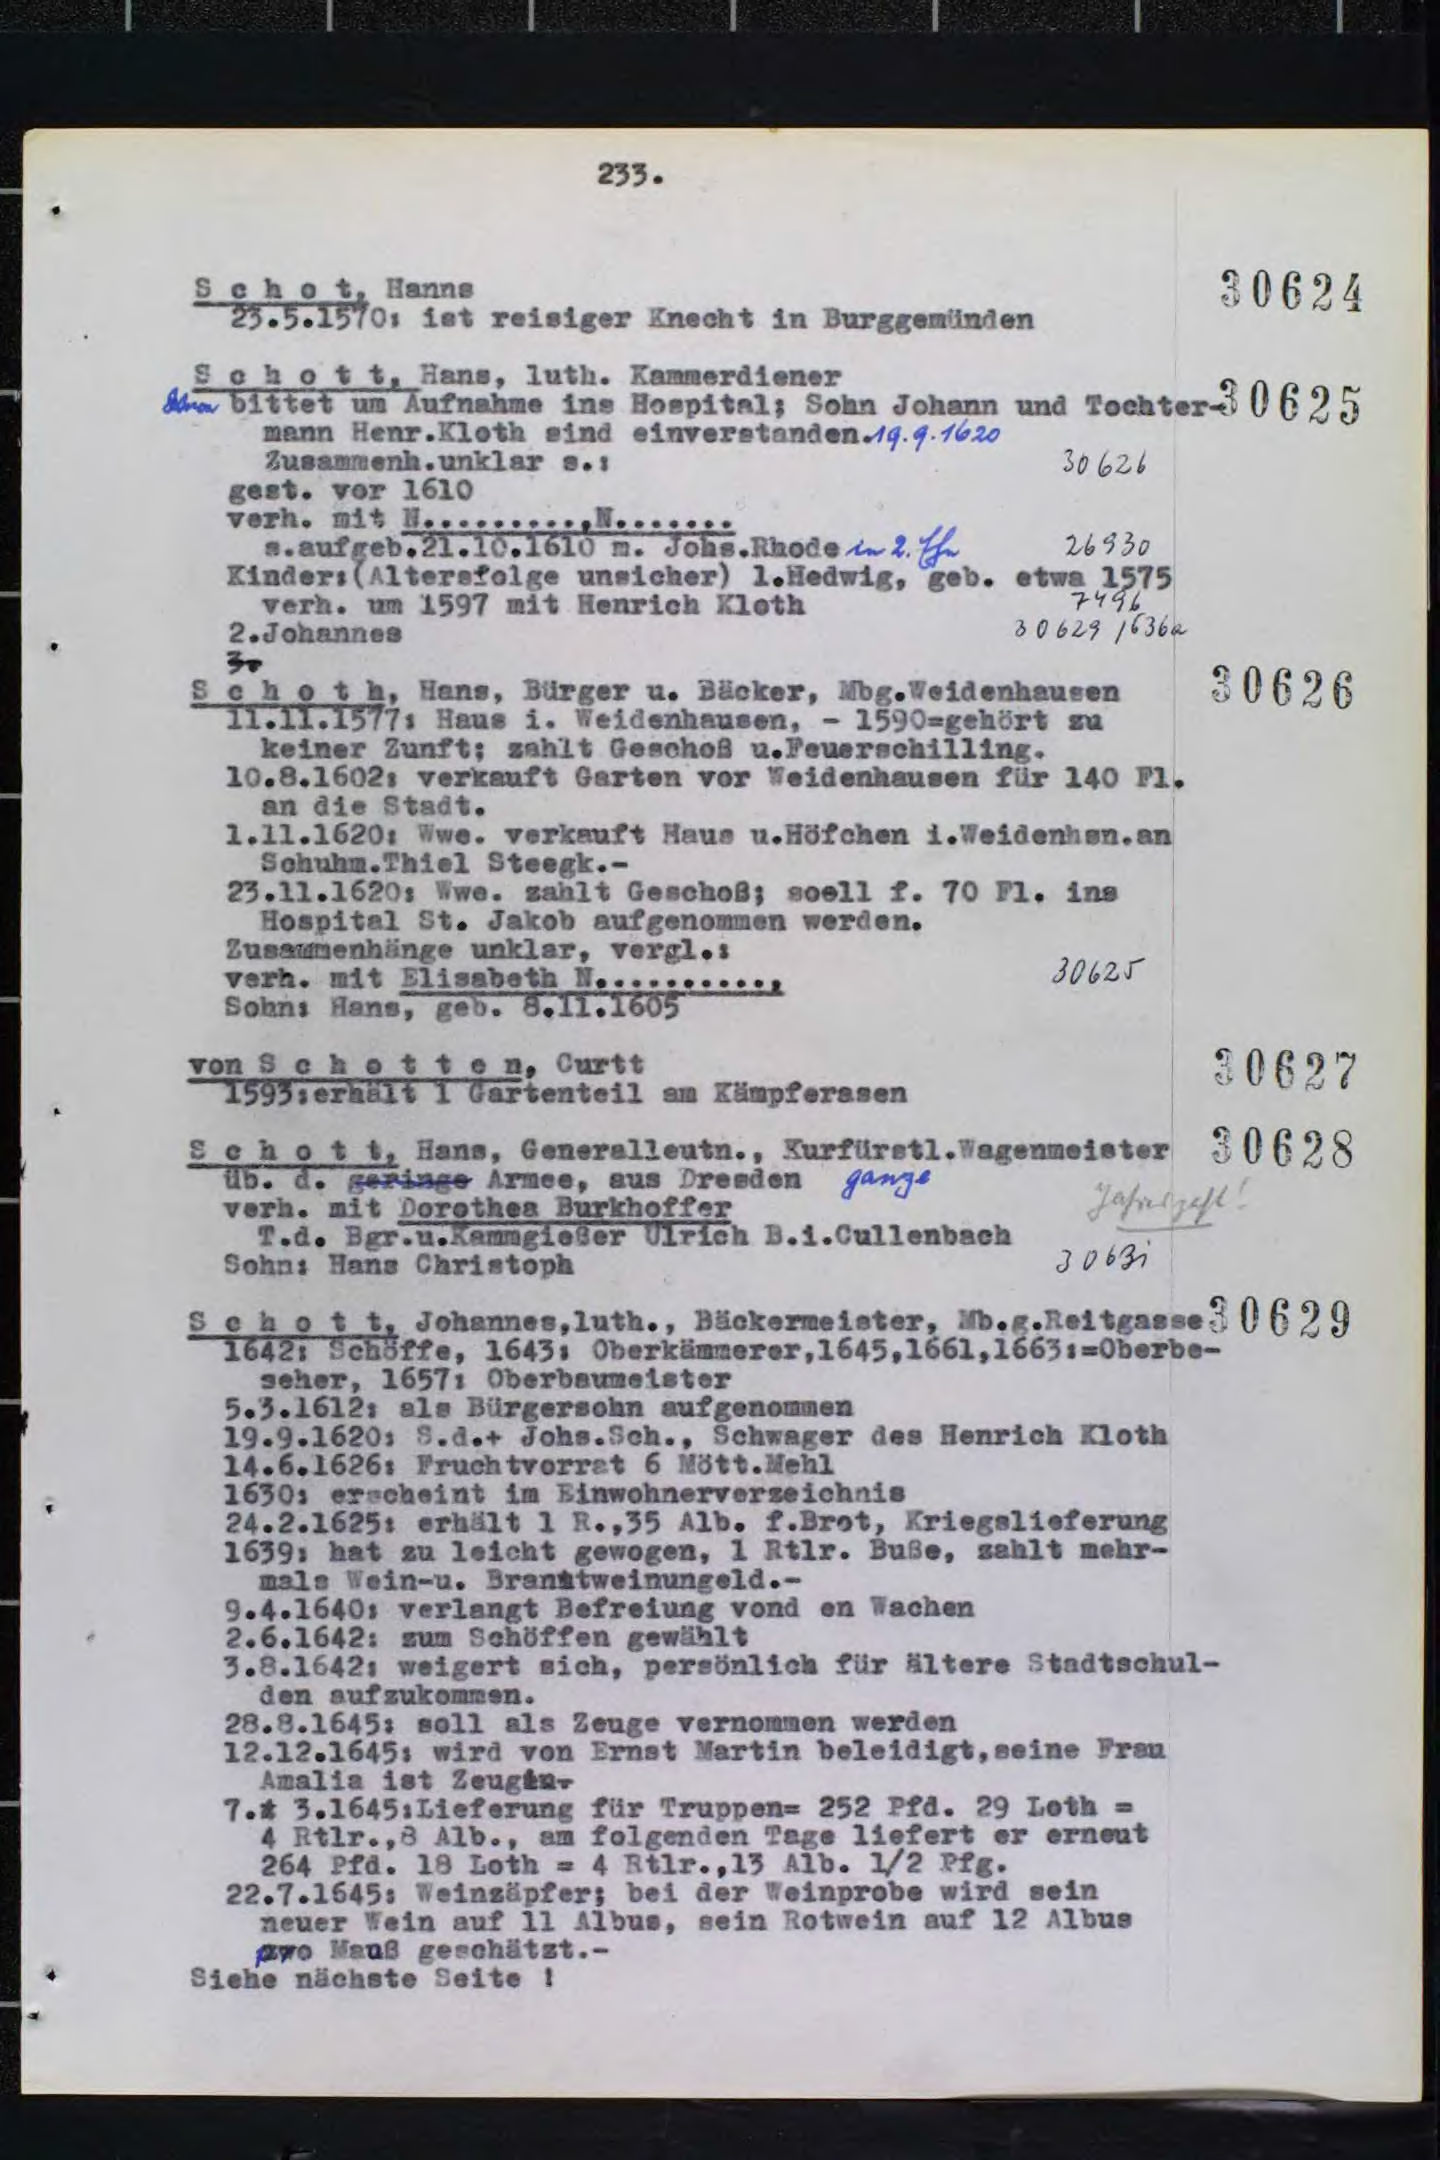 233.
S c h o t, Hanns 30624
23.5.1570: ist reisiger Knecht in Burggemünden
S c h o t t, Hans, luth. Kammerdiener
bittet um Aufnahme ins Hospital; Sohn Johann und Tochter- 30625
mann Henr.Kloth sind einverstanden. 19.9.1620
Zusammenh.unklar s.: 30626
gest. vor 1610
verh. mit N..........,N.......
s.aufgeb.21.10.1610 m. Johs.Rhode in 2. Ehe 26930
Kinder:(Altersfolge unsicher) 1.Hedwig, geb. etwa 1575
verh. um 1597 mit Henrich Kloth 7496
2.Johannes 30629 /636a
3.
S c h o t h, Hans, Bürger u. Bäcker, Mbg.Weidenhausen 30626
11.11.1577: Haus i. Weidenhausen, - 1590=gehört zu
keiner Zunft; zahlt Geschoß u.Feuerschilling.
10.8.1602: verkauft Garten vor Weidenhausen für 140 Fl.
an die Stadt.
1.11.1620: Wwe. verkauft Haus u.Höfchen i.Weidenhsn.an
Schuhm.Thiel Steegk.-
23.11.1620: Wwe. zahlt Geschoß; soell f. 70 Fl. ins
Hospital St. Jakob aufgenommen werden.
Zusammenhänge unklar, vergl.:
verh. mit Elisabeth N..........., 30625
Sohn: Hans, geb. 8.11.1605
von S c h o t t e n, Curtt 30627
1593:erhält 1 Gartenteil am Kämpferasen
S c h o t t, Hans, Generalleutn., Kurfürstl.Wagenmeister 30628
üb. d. geringe Armee, aus Dresden ganze
verh. mit Dorothea Burkhoffer Jahreszahl!
T.d. Bgr.u.Kammgießer Ulrich B.i.Cullenbach
Sohn: Hans Christoph 30631
S c h o t t, Johannes,luth., Bäckermeister, Mb.g.Reitgasse 30629
1642: Schöffe, 1643: Oberkämmerer,1645,1661,1663:=Oberbe-
seher, 1657: Oberbaumeister
5.3.1612: als Bürgersohn aufgenommen
19.9.1620: S.d.+ Johs.Sch., Schwager des Henrich Kloth
14.6.1626: Fruchtvorrat 6 Mött.Mehl
1630: erscheint im Einwohnerverzeichnis
24.2.1625: erhält 1 R.,35 Alb. f.Brot, Kriegslieferung
1639: hat zu leicht gewogen, 1 Rtlr. Buße, zahlt mehr-
mals Wein-u. Branntweinungeld.-
9.4.1640: verlangt Befreiung vond en Wachen
2.6.1642: zum Schöffen gewählt
3.8.1642: weigert sich, persönlich für ältere Stadtschul-
den aufzukommen.
28.8.1645: soll als Zeuge vernommen werden
12.12.1645: wird von Ernst Martin beleidigt,seine Frau
Amalia ist Zeugin.-
7. 3.1645:Lieferung für Truppen= 252 Pfd. 29 Loth =
4 Rtlr.,8 Alb., am folgenden Tage liefert er erneut
264 Pfd. 18 Loth = 4 Rtlr.,13 Alb. 1/2 Pfg.
22.7.1645: Weinzäpfer; bei der Weinprobe wird sein
neuer Wein auf 11 Albus, sein Rotwein auf 12 Albus
pro Mauß geschätzt.-
Siehe nächste Seite !